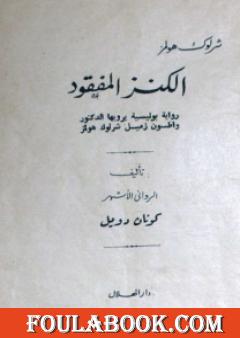 شرلوك هولمز
الكنز المفقود
رواية بوليسية يرويها الدكتور
واطسون زميل شرلوك هولمز
تأليف
الروائي الأشهر
كونان دويل
دار الهلال
FOULABOOK.COM